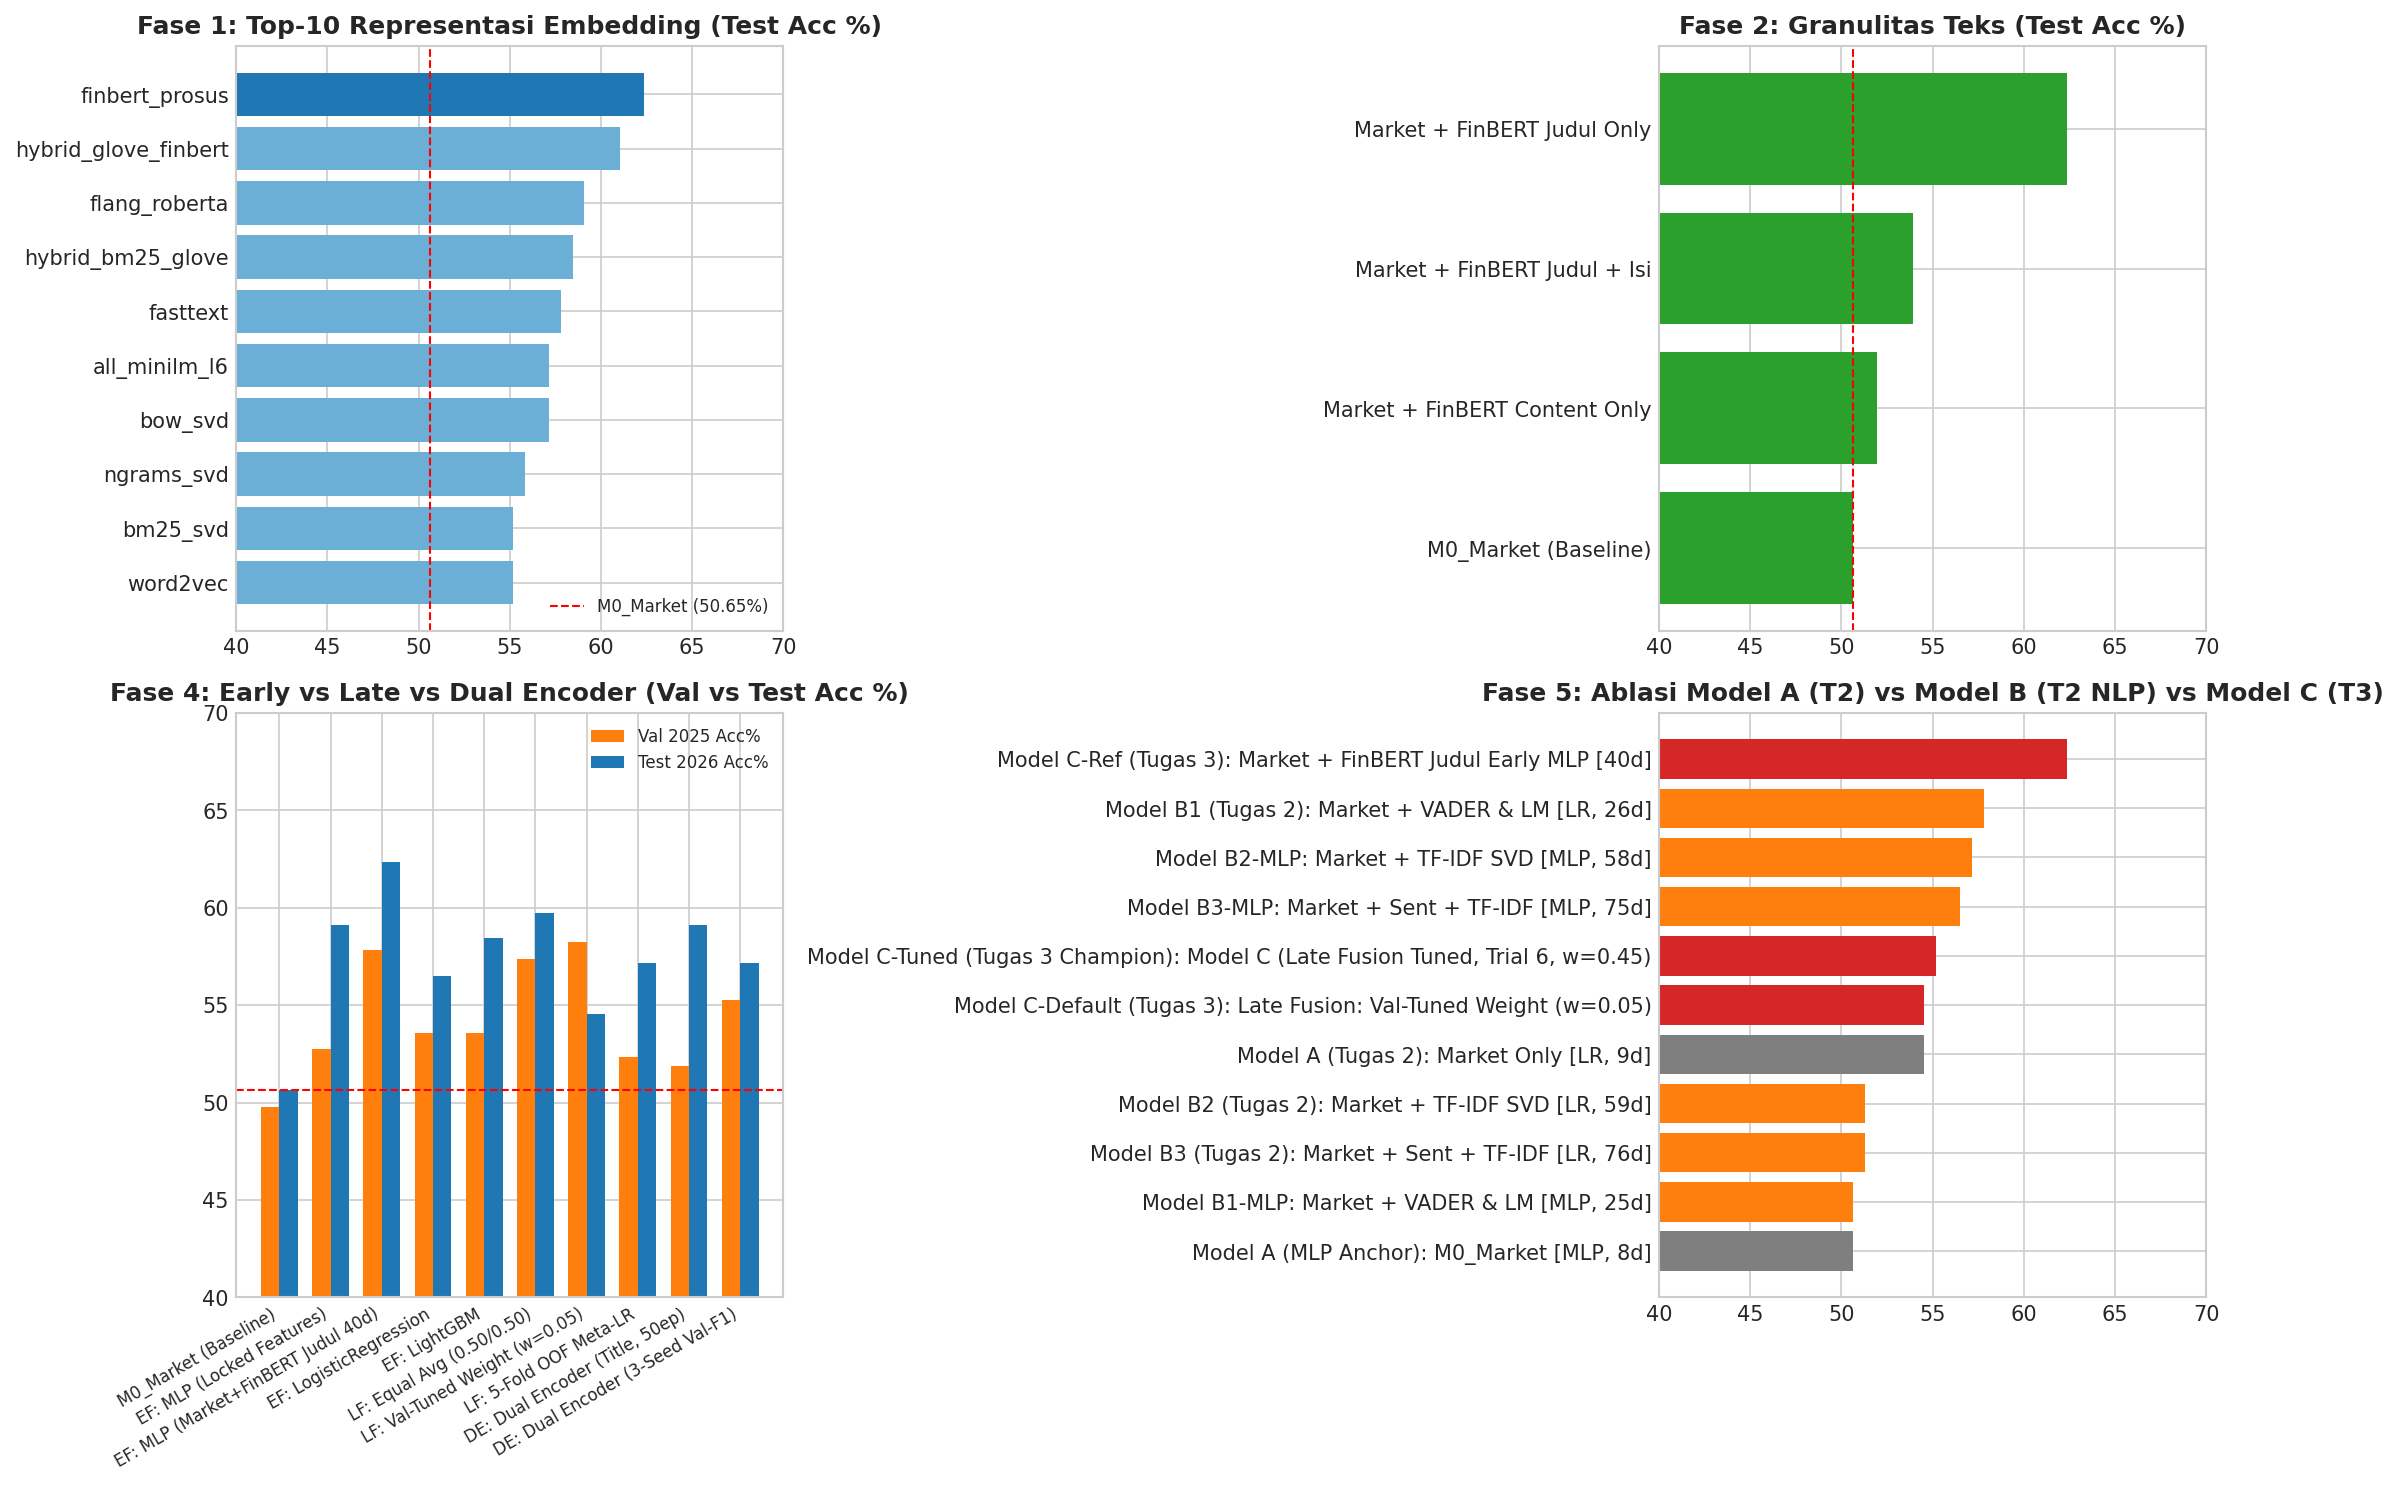 Fase 1: Top-10 Representasi Embedding (Test Acc %)
finbert_prosus
hybrid_glove_finbert
flang_roberta
hybrid_bm25_glove
fasttext
all_minilm_l6
bow_svd
ngrams_svd
bm25_svd
word2vec
M0_Market (50.65%)
40 45 50 55 60 65 70
Fase 2: Granulitas Teks (Test Acc %)
Market + FinBERT Judul Only
Market + FinBERT Judul + Isi
Market + FinBERT Content Only
M0_Market (Baseline)
40 45 50 55 60 65 70
Fase 4: Early vs Late vs Dual Encoder (Val vs Test Acc %)
70
65
60
55
50
45
40
Val 2025 Acc%
Test 2026 Acc%
M0_Market (Baseline)
EF: MLP (Locked Features)
EF: MLP (Market+FinBERT Judul 40d)
EF: LogisticRegression
EF: LightGBM
LF: Equal Avg (0.50/0.50)
LF: Val-Tuned Weight (w=0.05)
LF: 5-Fold OOF Meta-LR
DE: Dual Encoder (Title, 50ep)
DE: Dual Encoder (3-Seed Val-F1)
Fase 5: Ablasi Model A (T2) vs Model B (T2 NLP) vs Model C (T3)
Model C-Ref (Tugas 3): Market + FinBERT Judul Early MLP [40d]
Model B1 (Tugas 2): Market + VADER & LM [LR, 26d]
Model B2-MLP: Market + TF-IDF SVD [MLP, 58d]
Model B3-MLP: Market + Sent + TF-IDF [MLP, 75d]
Model C-Tuned (Tugas 3 Champion): Model C (Late Fusion Tuned, Trial 6, w=0.45)
Model C-Default (Tugas 3): Late Fusion: Val-Tuned Weight (w=0.05)
Model A (Tugas 2): Market Only [LR, 9d]
Model B2 (Tugas 2): Market + TF-IDF SVD [LR, 59d]
Model B3 (Tugas 2): Market + Sent + TF-IDF [LR, 76d]
Model B1-MLP: Market + VADER & LM [MLP, 25d]
Model A (MLP Anchor): M0_Market [MLP, 8d]
40 45 50 55 60 65 70